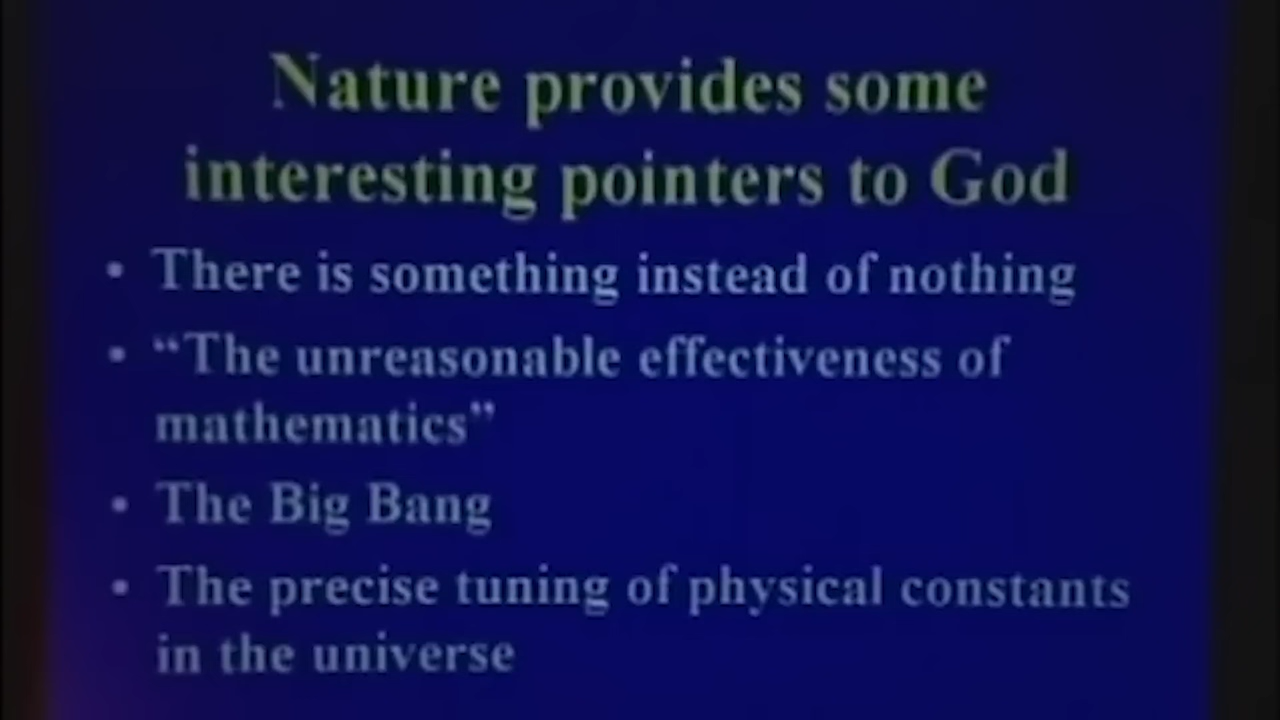 Nature provides some
interesting pointers to God
• There is something instead of nothing
• “The unreasonable effectiveness of
mathematics”
• The Big Bang
• The precise tuning of physical constants
in the universe